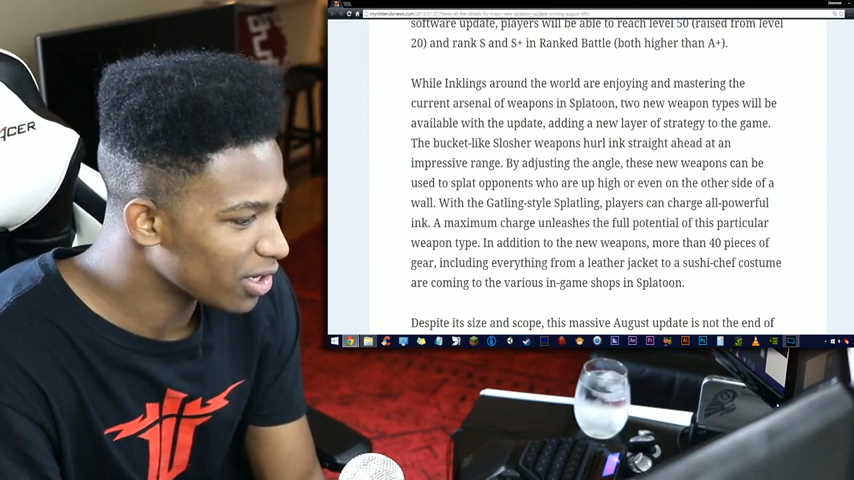 software update, players will be able to reach level 50 (raised from level
20) and rank S and S+ in Ranked Battle (both higher than A+).
While Inklings around the world are enjoying and mastering the
current arsenal of weapons in Splatoon, two new weapon types will be
available with the update, adding a new layer of strategy to the game.
The bucket-like Slosher weapons hurl ink straight ahead at an
impressive range. By adjusting the angle, these new weapons can be
used to splat opponents who are up high or even on the other side of a
wall. With the Gatling-style Splatling, players can charge all-powerful
ink. A maximum charge unleashes the full potential of this particular
weapon type. In addition to the new weapons, more than 40 pieces of
gear, including everything from a leather jacket to a sushi-chef costume
are coming to the various in-game shops in Splatoon.
Despite its size and scope, this massive August update is not the end of
ACER